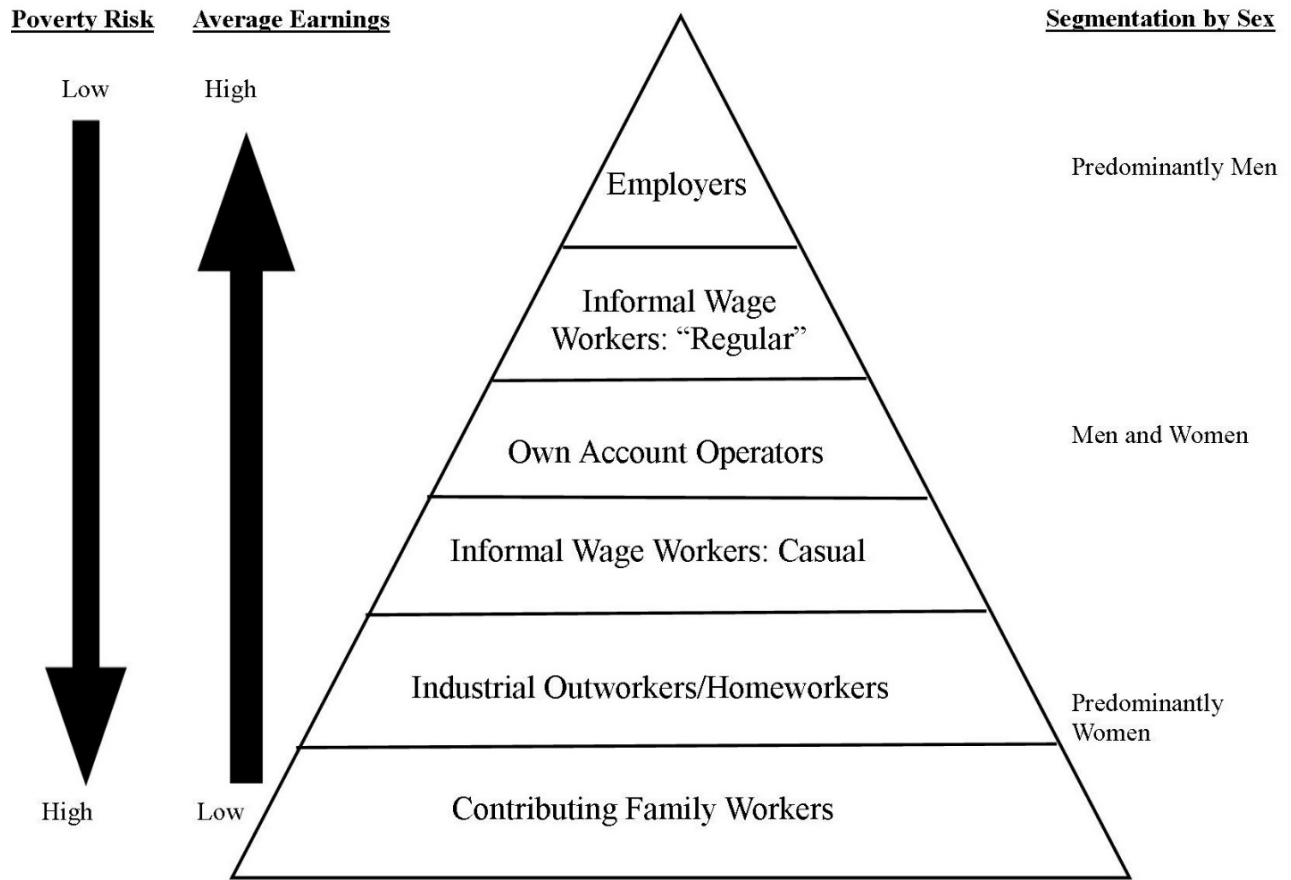 Poverty Risk
Average Earnings
Segmentation by Sex
Low
High
Predominantly Men
Employers
Informal Wage
Workers: “Regular”
Men and Women
Own Account Operators
Informal Wage Workers: Casual
Industrial Outworkers/Homeworkers
Predominantly
Women
High
Low
Contributing Family Workers